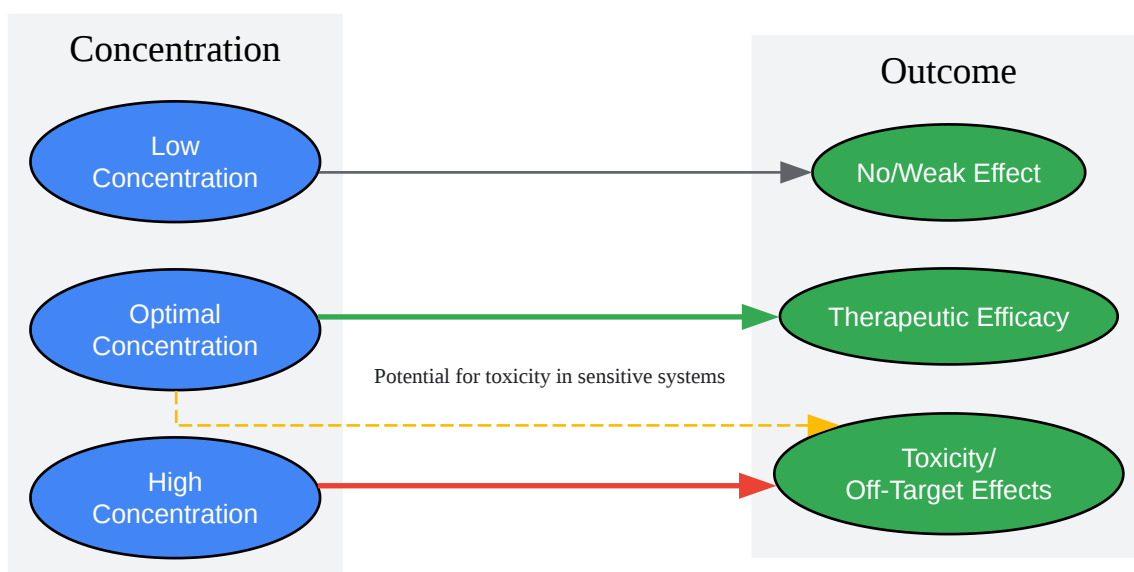 Concentration
Low
Concentration
Optimal
Concentration
High
Concentration
Potential for toxicity in sensitive systems
Outcome
No/Weak Effect
Therapeutic Efficacy
Toxicity/
Off-Target Effects